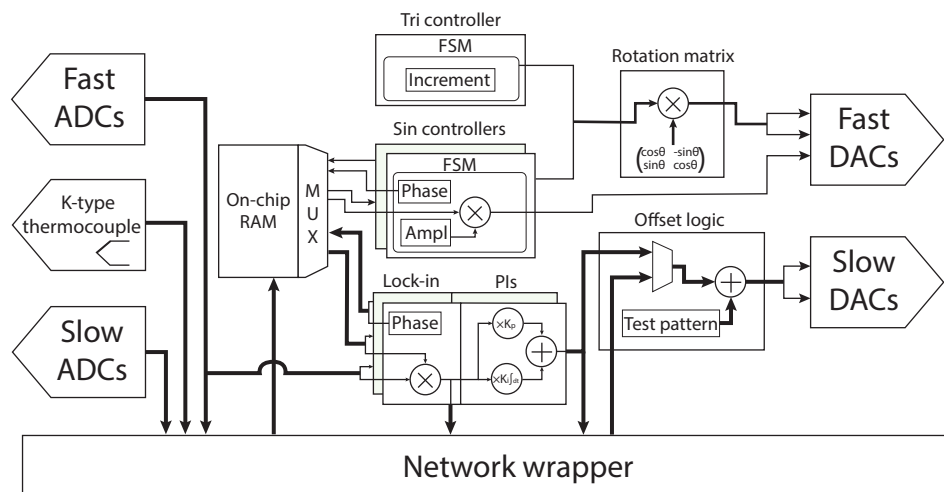 Tri controller
FSM
Increment
Rotation matrix
Fast
ADCs
Fast
DACs
cosθ -sinθ
sinθ cosθ
Sin controllers
FSM
Phase
Ampl
On-chip
RAM
M
U
X
K-type
thermocouple
Offset logic
Test pattern
Slow
DACs
Lock-in
PIs
Phase
×Kp
×Ki∫dt
Slow
ADCs
Network wrapper